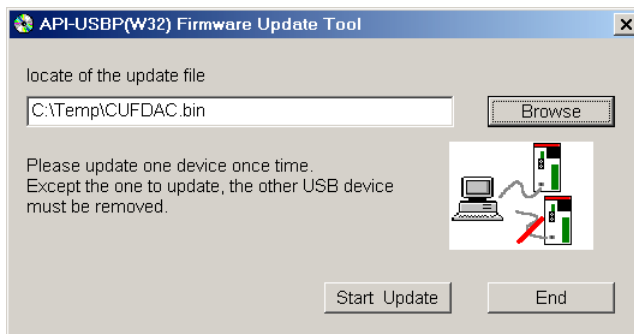 API-USBP(W32) Firmware Update Tool
locate of the update file
C:\Temp\CUFDAC.bin
Browse
Please update one device once time.
Except the one to update, the other USB device
must be removed.
Start Update
End